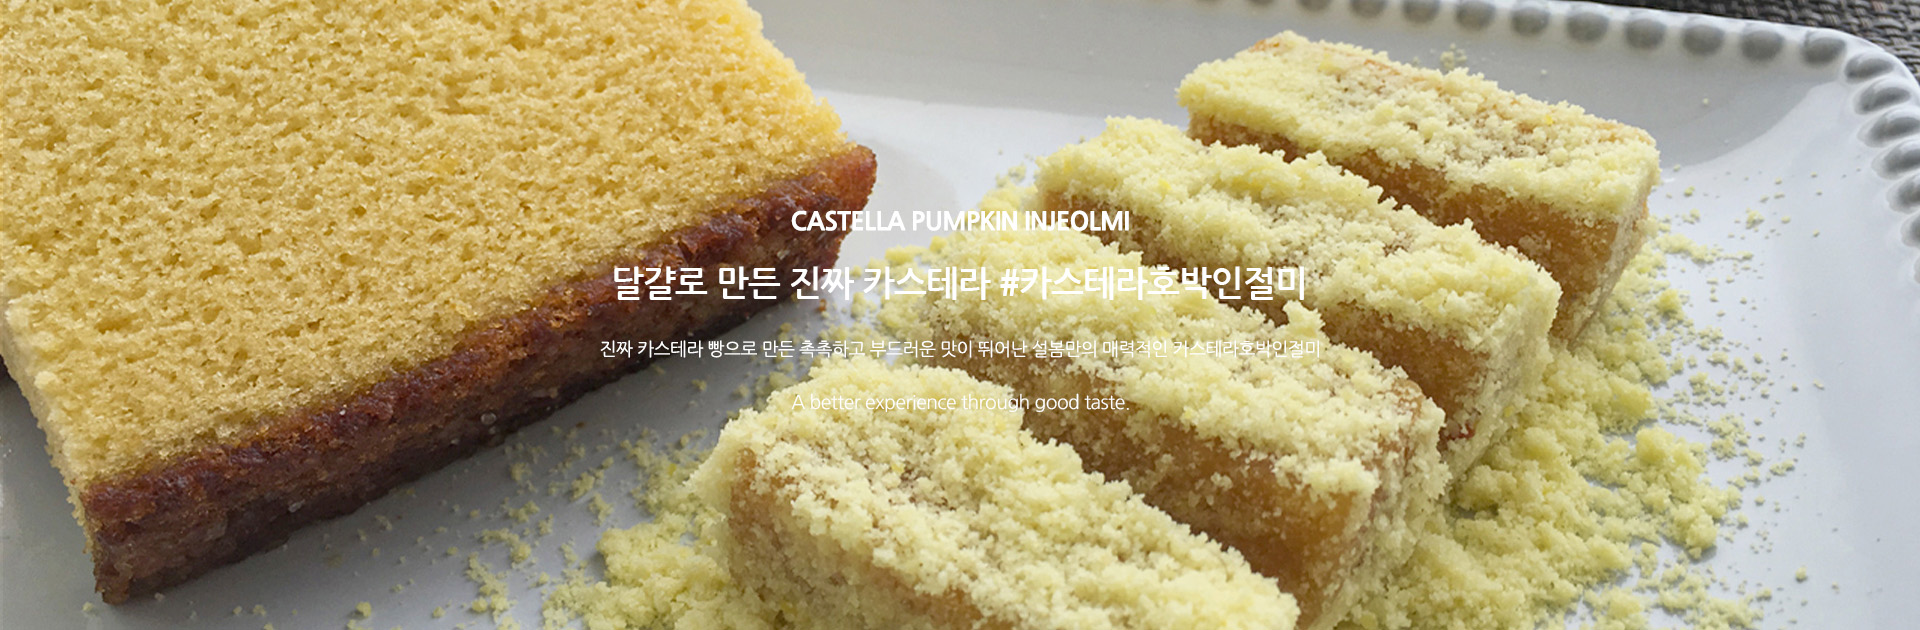 CASTELLA PUMPKIN INJEOLMI
달걀로 만든 진짜 카스테라 #카스테라호박인절미
진짜 카스테라 빵으로 만든 촉촉하고 부드러운 맛이 뛰어난 설봄만의 매력적인 카스테라호박인절미
A better experience through good taste.